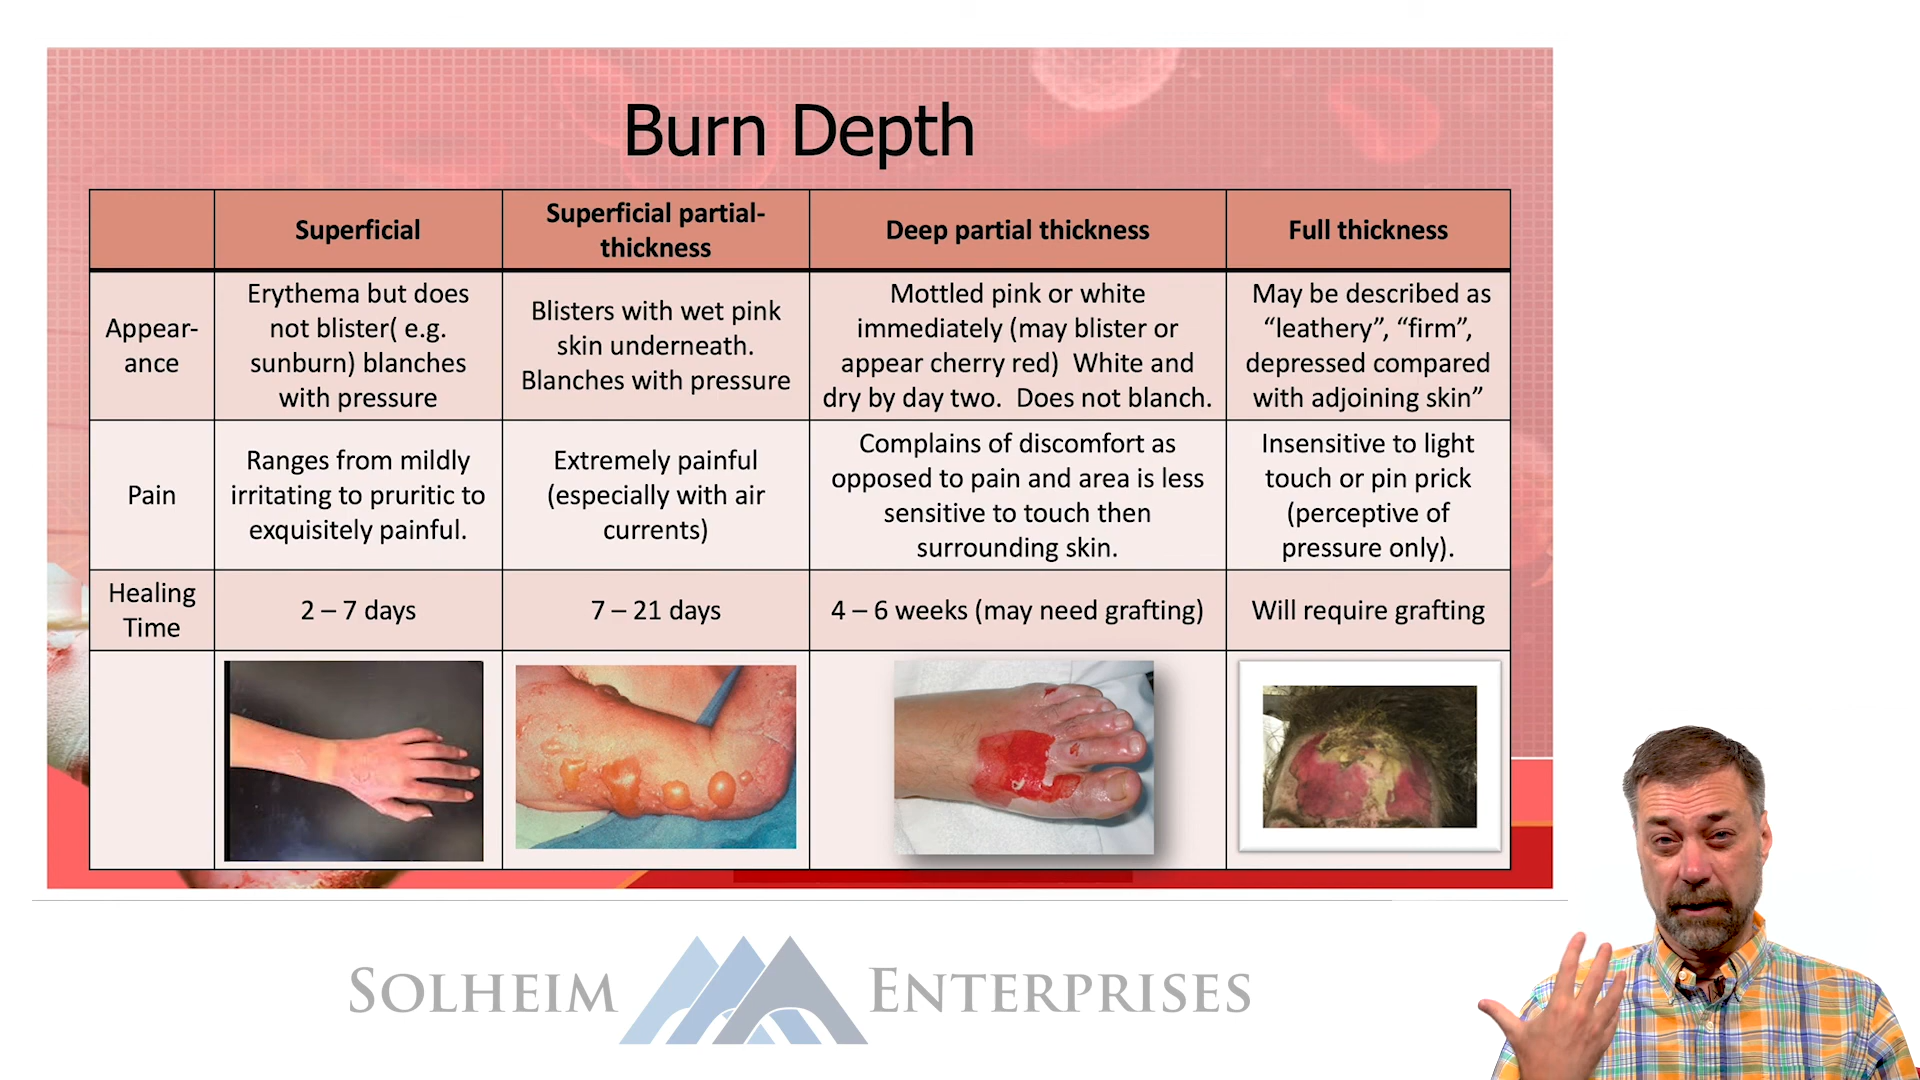 Burn Depth
Superficial
Superficial partial-
thickness
Deep partial thickness
Full thickness
Appear-
ance
Erythema but does
not blister( e.g.
sunburn) blanches
with pressure
Blisters with wet pink
skin underneath.
Blanches with pressure
Mottled pink or white
immediately (may blister or
appear cherry red)  White and
dry by day two.  Does not blanch.
May be described as
“leathery”, “firm”,
depressed compared
with adjoining skin”
Pain
Ranges from mildly
irritating to pruritic to
exquisitely painful.
Extremely painful
(especially with air
currents)
Complains of discomfort as
opposed to pain and area is less
sensitive to touch then
surrounding skin.
Insensitive to light
touch or pin prick
(perceptive of
pressure only).
Healing
Time
2 – 7 days
7 – 21 days
4 – 6 weeks (may need grafting)
Will require grafting
SOLHEIM ENTERPRISES